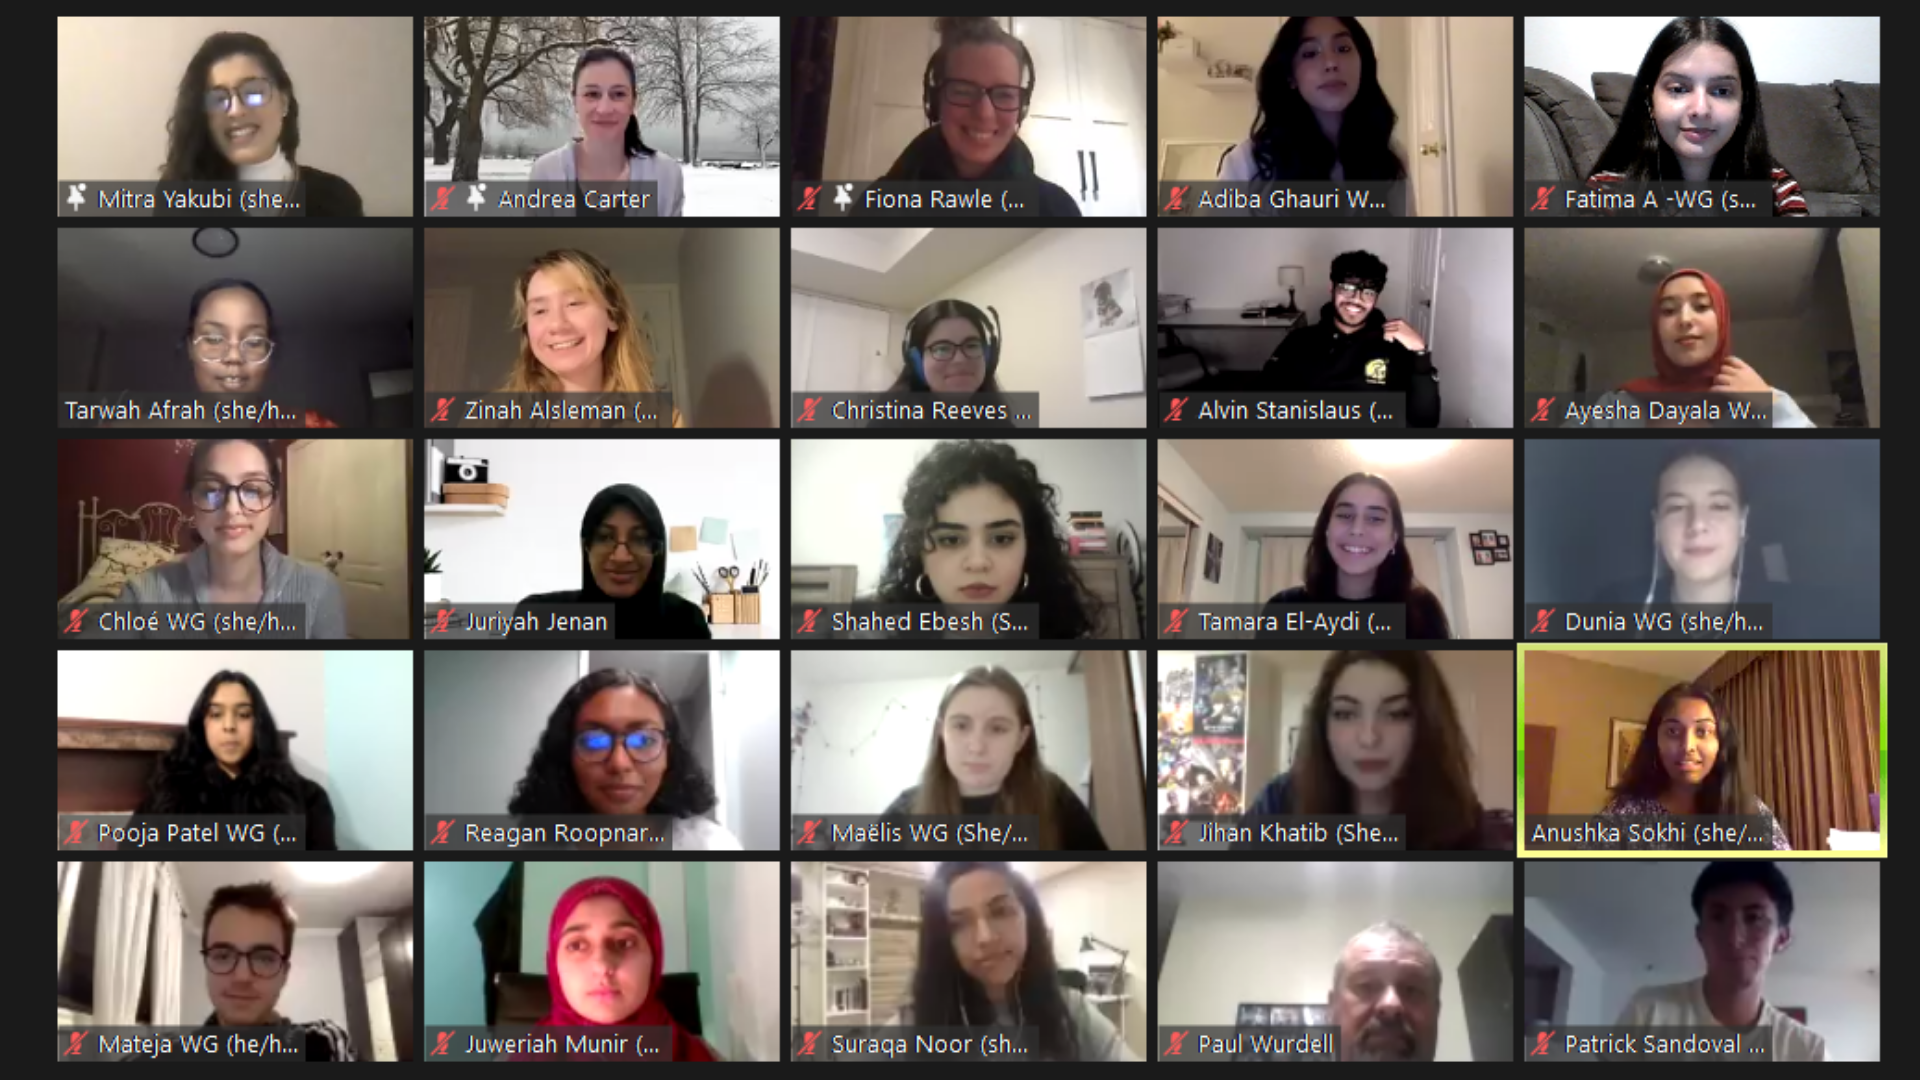 Mitra Yakubi (she...
Andrea Carter
Fiona Rawle (...
Adiba Ghauri W...
Fatima A -WG (s...
Tarwah Afrah (she/h...
Zinah Alsleman (...
Christina Reeves ...
Alvin Stanislaus (...
Ayesha Dayala W...
Chloé WG (she/h...
Juriyah Jenan
Shahed Ebesh (S...
Tamara El-Aydi (...
Dunia WG (she/h...
Pooja Patel WG (...
Reagan Roopnar...
Maëlis WG (She/...
Jihan Khatib (She...
Anushka Sokhi (she/...
Mateja WG (he/h...
Juweriah Munir (...
Suraqa Noor (sh...
Paul Wurdell
Patrick Sandoval ...